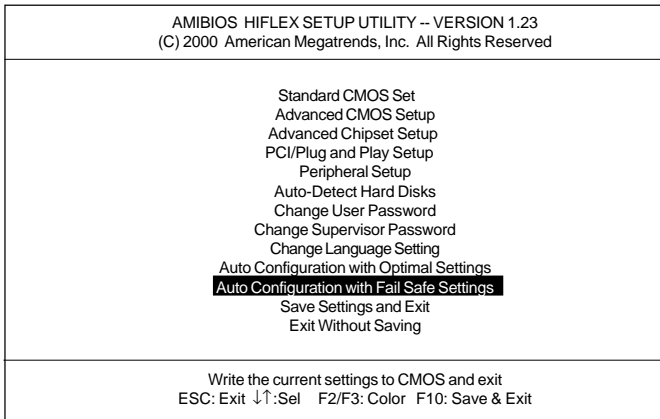 AMIBIOS HIFLEX SETUP UTILITY -- VERSION 1.23
(C) 2000 American Megatrends, Inc. All Rights Reserved
Standard CMOS Set
Advanced CMOS Setup
Advanced Chipset Setup
PCI/Plug and Play Setup
Peripheral Setup
Auto-Detect Hard Disks
Change User Password
Change Supervisor Password
Change Language Setting
Auto Configuration with Optimal Settings
Auto Configuration with Fail Safe Settings
Save Settings and Exit
Exit Without Saving
Write the current settings to CMOS and exit
ESC: Exit ↓↑:Sel F2/F3: Color F10: Save & Exit